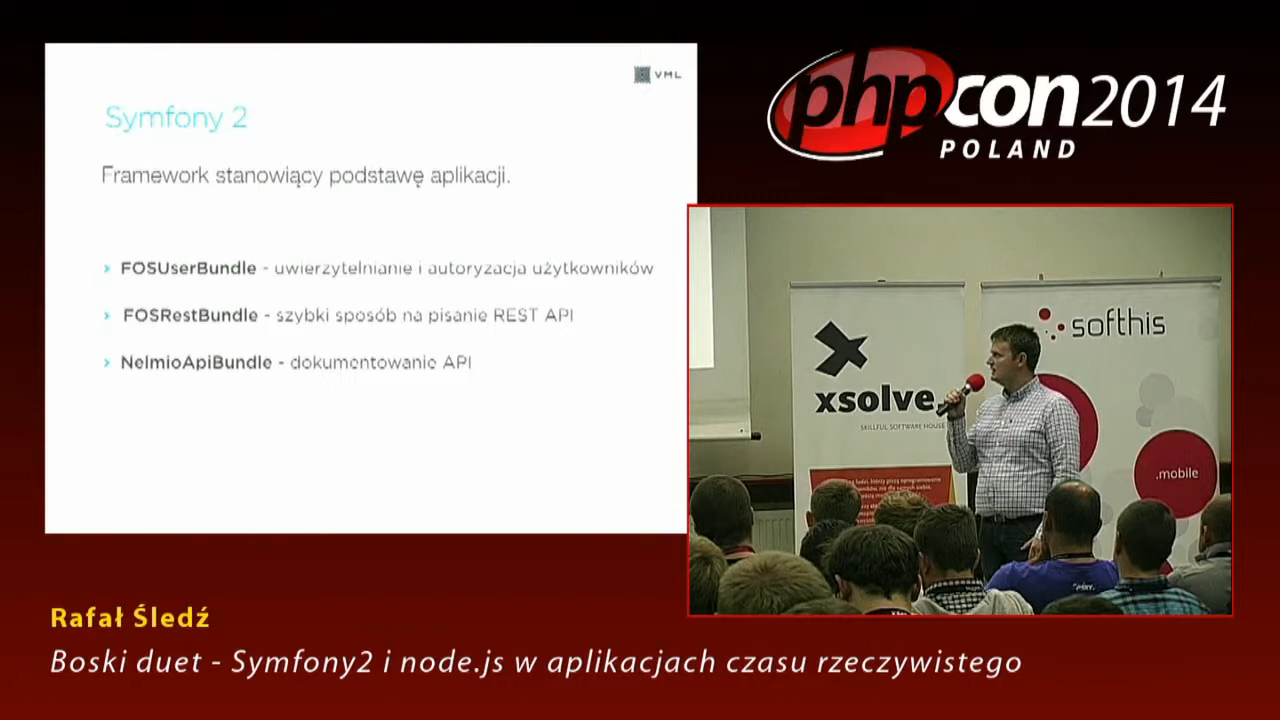 VML
Symfony 2
Framework stanowiący podstawę aplikacji.
› FOSUserBundle - uwierzytelnianie i autoryzacja użytkowników
› FOSRestBundle - szybki sposób na pisanie REST API
› NelmioApiBundle - dokumentowanie API
phpcon2014
POLAND
softhis
xsolve
SKILLFUL SOFTWARE HOUSE
.mobile
Rafał Śledź
Boski duet - Symfony2 i node.js w aplikacjach czasu rzeczywistego